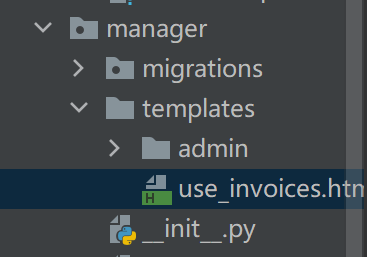 manager
migrations
templates
admin
use_invoices.htm
__init__.py